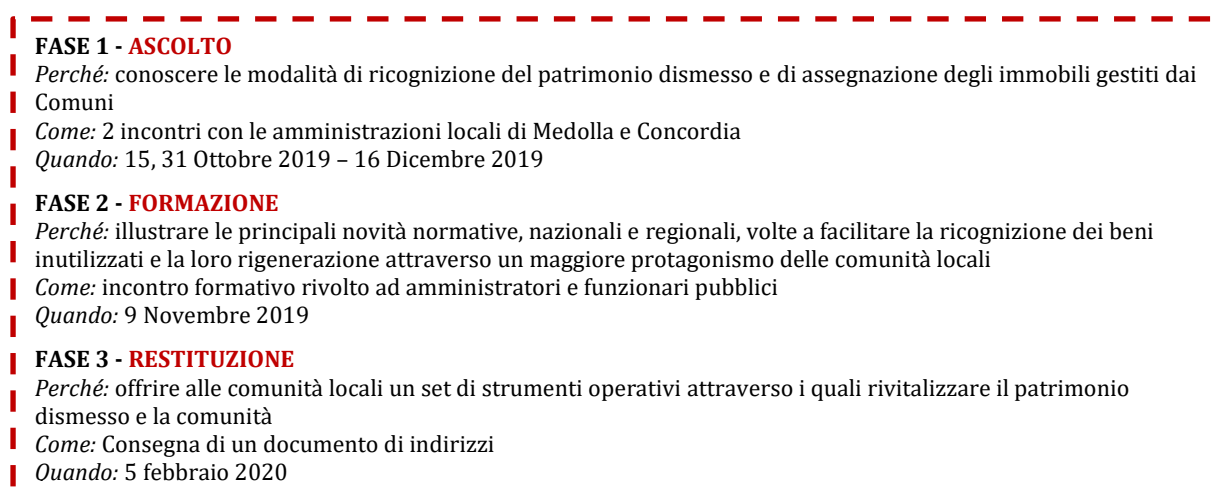 FASE 1 - ASCOLTO
Perché: conoscere le modalità di ricognizione del patrimonio dismesso e di assegnazione degli immobili gestiti dai
Comuni
Come: 2 incontri con le amministrazioni locali di Medolla e Concordia
Quando: 15, 31 Ottobre 2019 – 16 Dicembre 2019
FASE 2 - FORMAZIONE
Perché: illustrare le principali novità normative, nazionali e regionali, volte a facilitare la ricognizione dei beni
inutilizzati e la loro rigenerazione attraverso un maggiore protagonismo delle comunità locali
Come: incontro formativo rivolto ad amministratori e funzionari pubblici
Quando: 9 Novembre 2019
FASE 3 - RESTITUZIONE
Perché: offrire alle comunità locali un set di strumenti operativi attraverso i quali rivitalizzare il patrimonio
dismesso e la comunità
Come: Consegna di un documento di indirizzi
Quando: 5 febbraio 2020